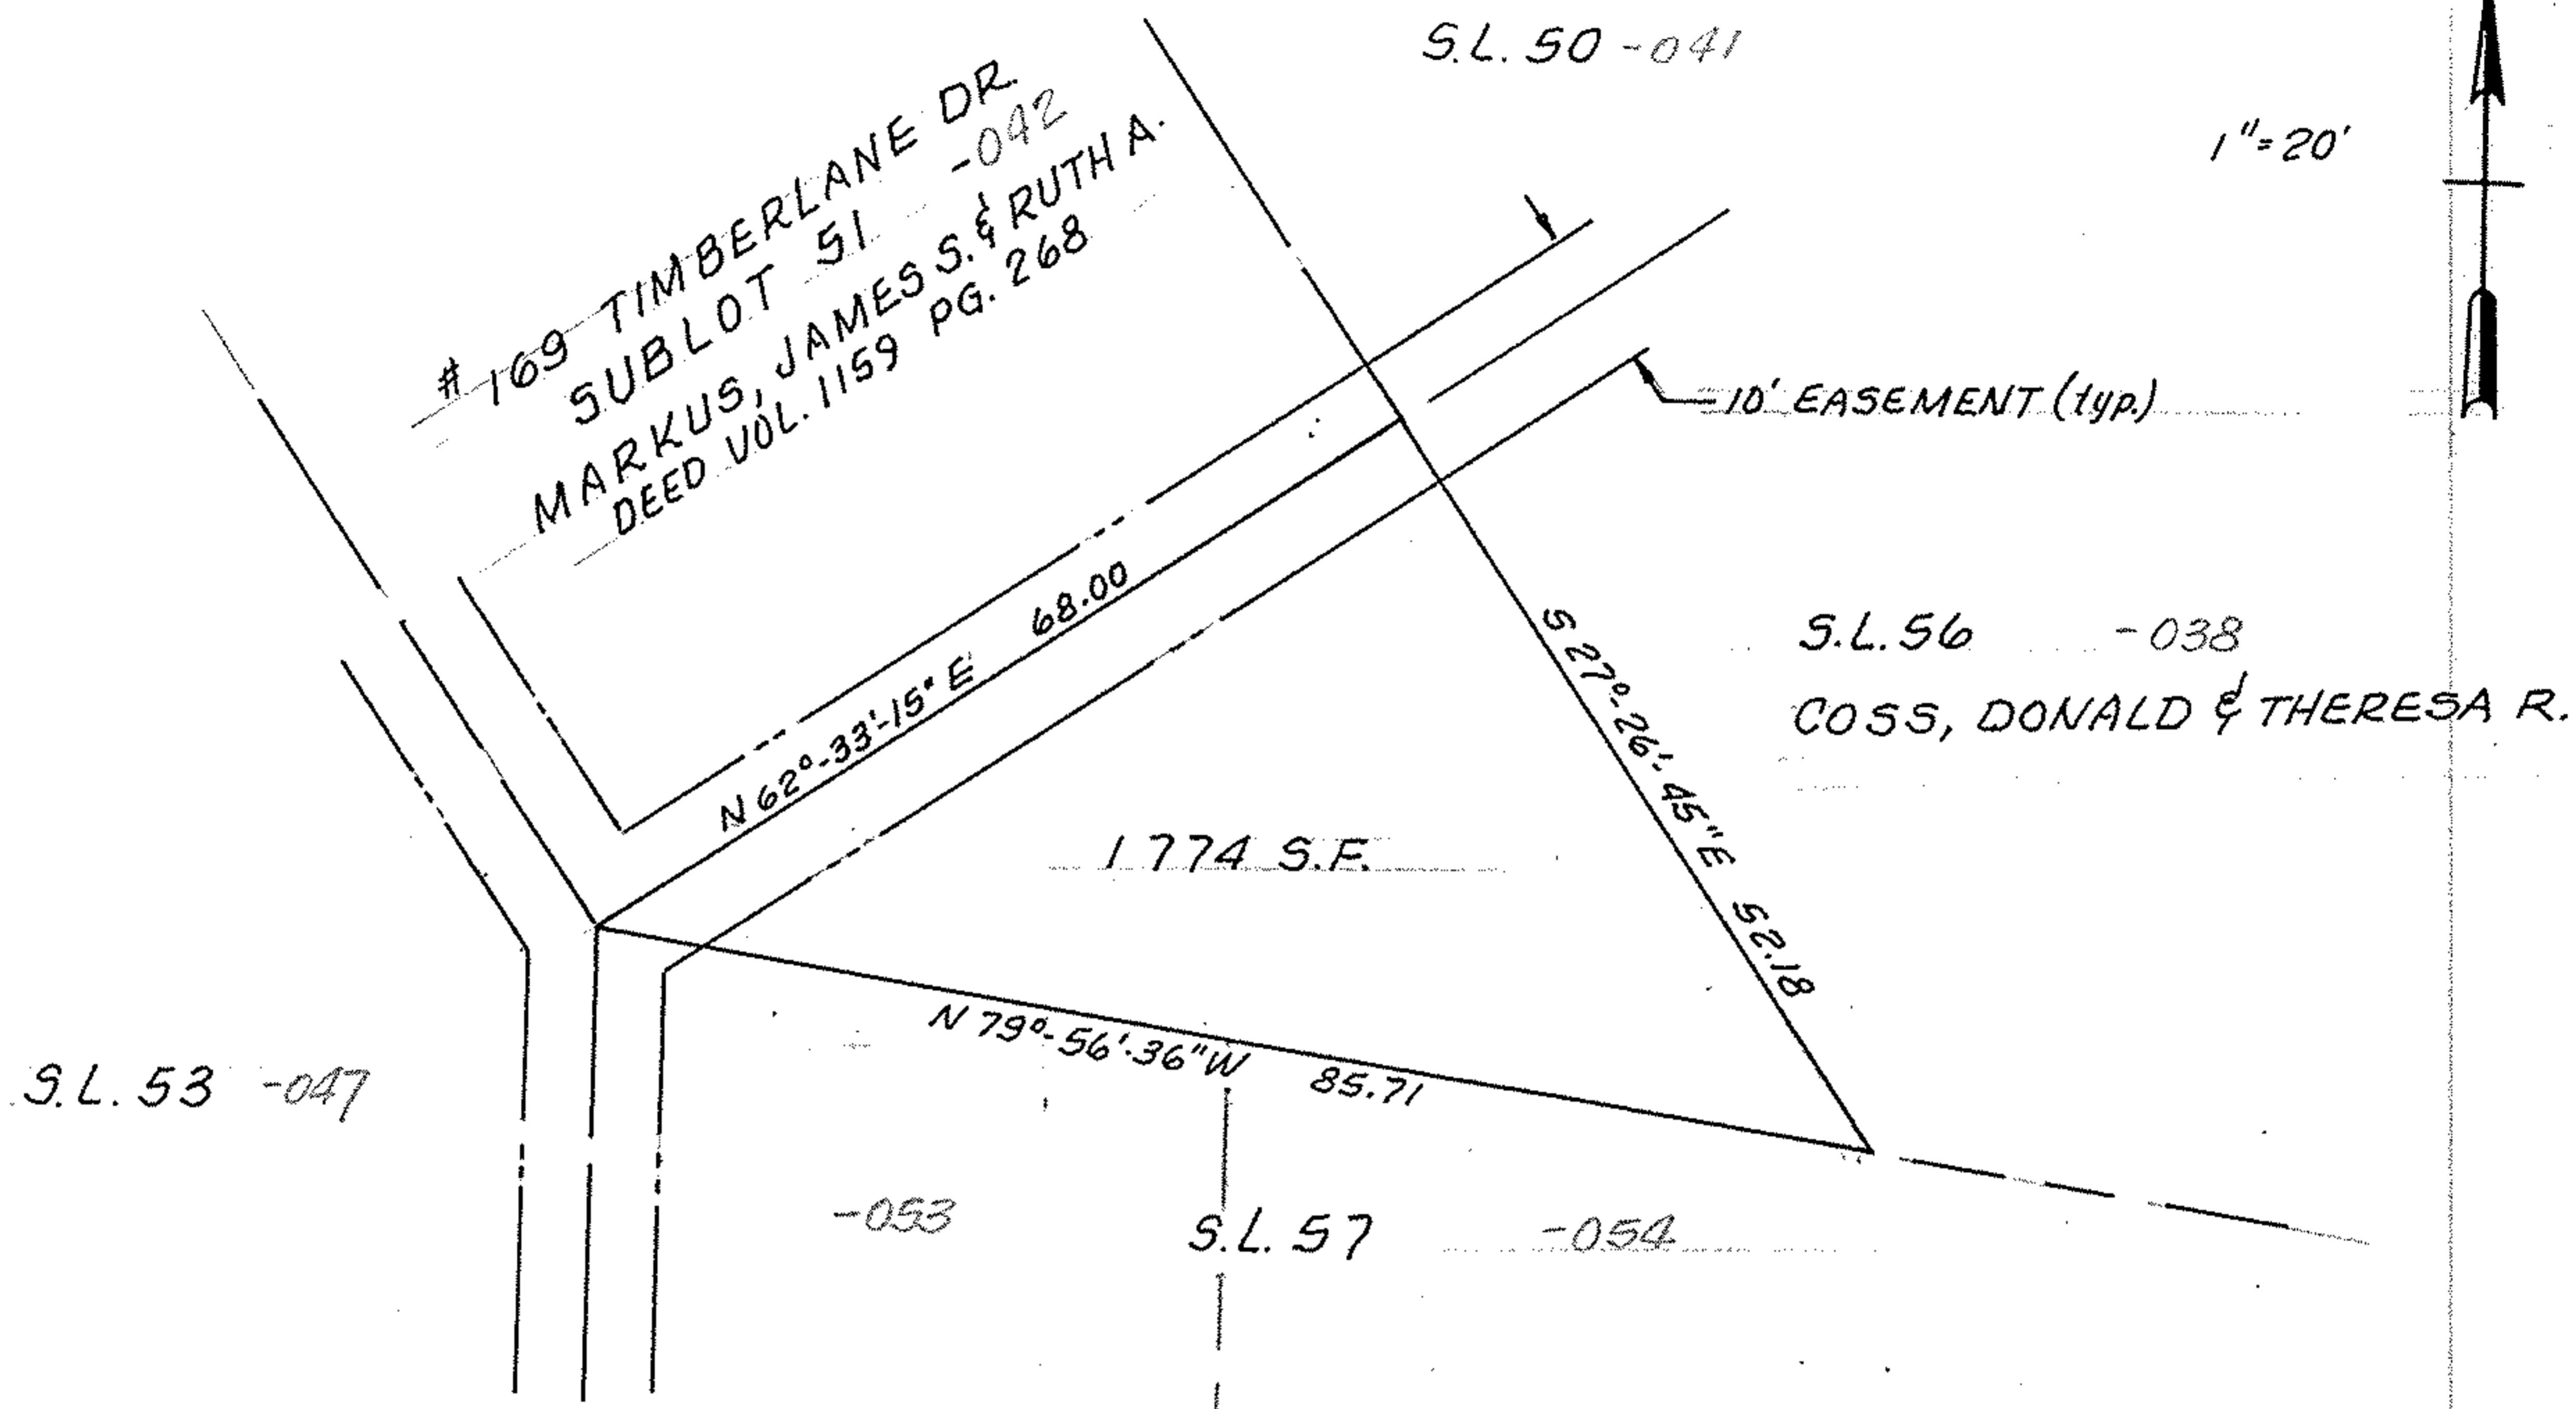 S.L. 50 -041
1"=20'
# 169 TIMBERLANE DR.
SUBLOT 51 -042
MARKUS, JAMES S. & RUTH A.
DEED VOL. 1159 PG. 268
10' EASEMENT (typ.)
N 62°-33'-15" E 68.00
S 27°-26'-45" E 52.18
S.L. 56 -038
COSS, DONALD & THERESA R.
1774 S.F.
N 79°-56'-36" W 85.71
S.L. 53 -047
-053
S.L. 57 -054